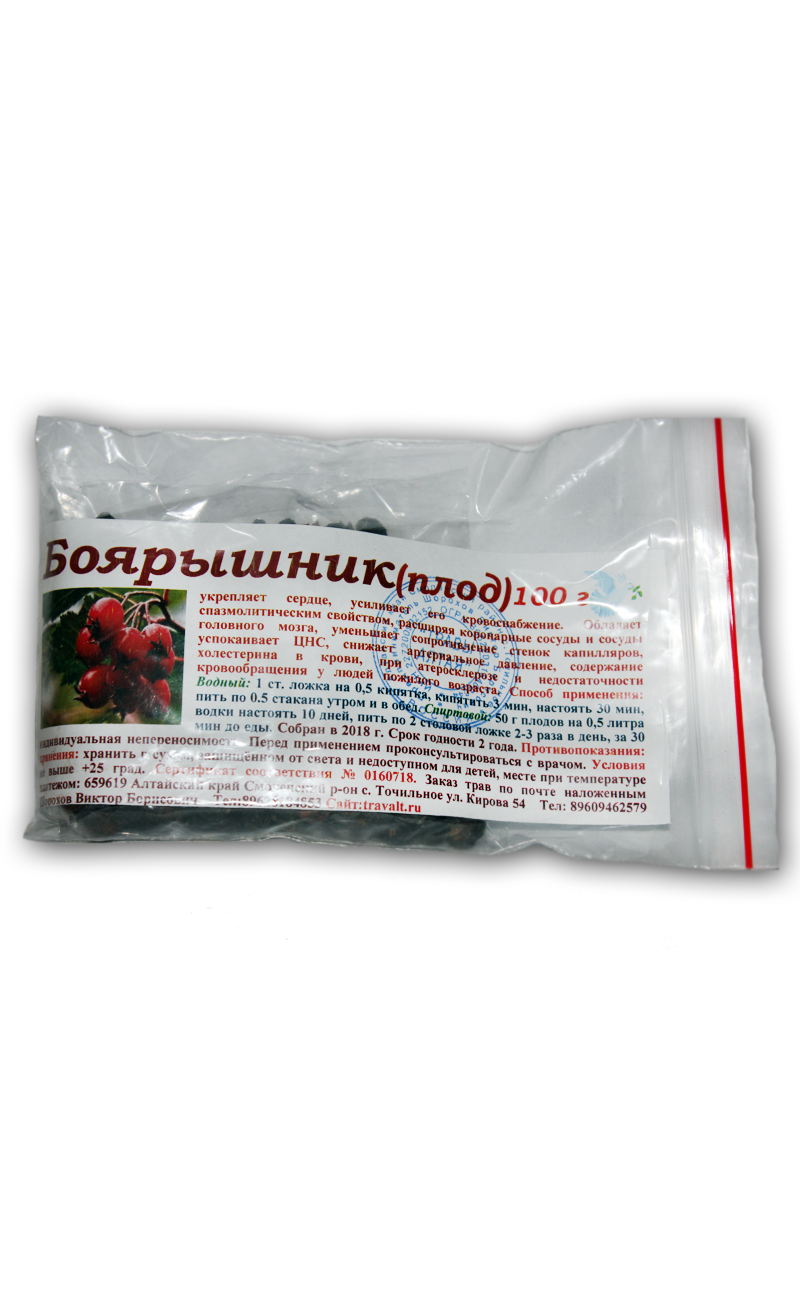 Боярышник(плод)100 г
укрепляет сердце, усиливает его кровоснабжение. Обладает
спазмолитическим свойством, расширяя коронарные сосуды и сосуды
головного мозга, уменьшает сопротивление стенок капилляров,
успокаивает ЦНС, снижает артериальное давление, содержание
холестерина в крови, при атеросклерозе и недостаточности
кровообращения у людей пожилого возраста. Способ применения:
Водный: 1 ст. ложка на 0,5 кипятка, кипятить 3 мин, настоять 30 мин,
пить по 0.5 стакана утром и в обед. Спиртовой: 50 г плодов на 0,5 литра
водки настоять 10 дней, пить по 2 столовой ложке 2-3 раза в день, за 30
мин до еды. Собран в 2018 г. Срок годности 2 года. Противопоказания:
индивидуальная непереносимость. Перед применением проконсультироваться с врачом. Условия
хранить в сухом, защищенном от света и недоступном для детей, месте при температуре
выше +25 град. Сертификат соответствия № 0160718. Заказ трав по почте наложенным
659619 Алтайский край Смоленский р-он с. Точильное ул. Кирова 54 Тел: 89609462579
Шорохов Виктор Борисович Сайт:travalt.ru